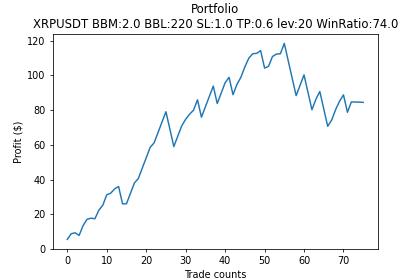 Portfolio
XRPUSDT BBM:2.0 BBL:220 SL:1.0 TP:0.6 lev:20 WinRatio:74.0
120
100
80
60
40
20
0
Profit ($)
0 10 20 30 40 50 60 70
Trade counts